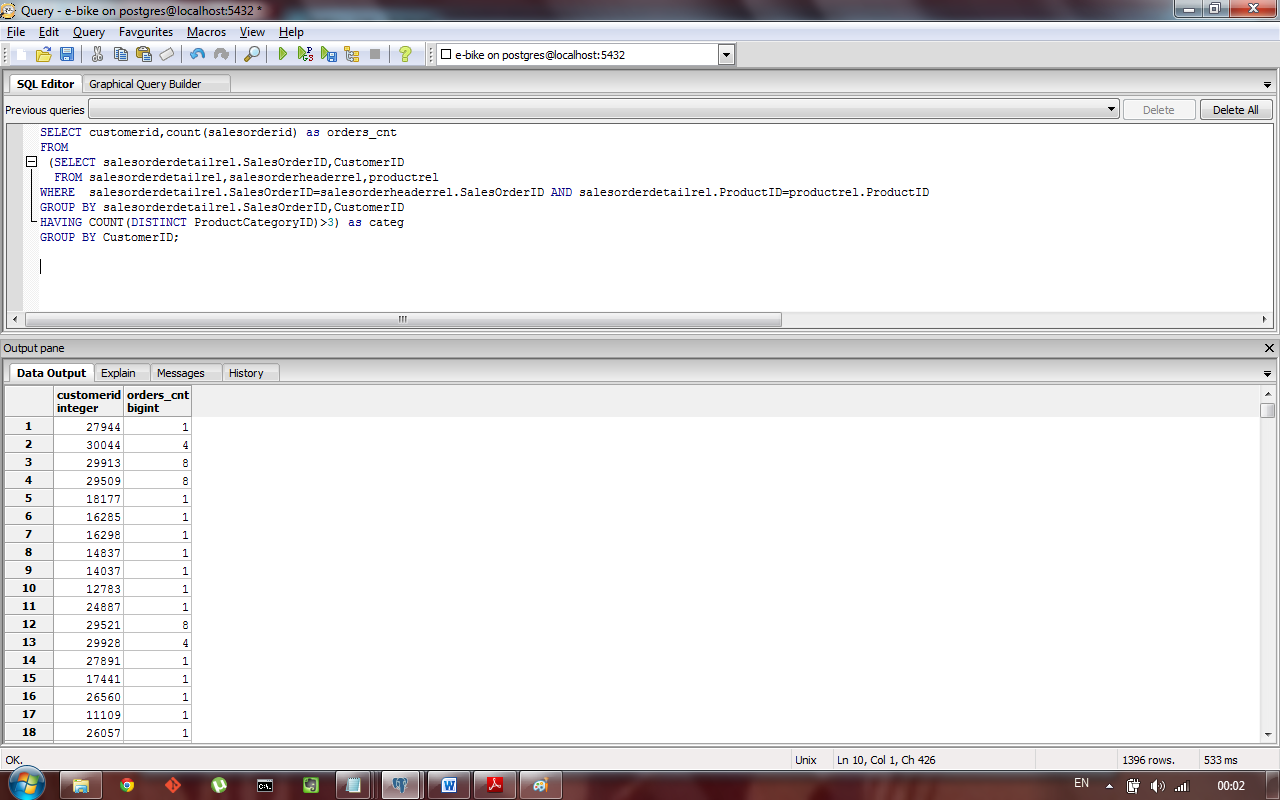 Query - e-bike on postgres@localhost:5432 *
File Edit Query Favourites Macros View Help
e-bike on postgres@localhost:5432
SQL Editor Graphical Query Builder
Previous queries Delete Delete All
SELECT customerid,count(salesorderid) as orders_cnt
FROM
(SELECT salesorderdetailrel.SalesOrderID,CustomerID
FROM salesorderdetailrel,salesorderheaderrel,productrel
WHERE salesorderdetailrel.SalesOrderID=salesorderheaderrel.SalesOrderID AND salesorderdetailrel.ProductID=productrel.ProductID
GROUP BY salesorderdetailrel.SalesOrderID,CustomerID
HAVING COUNT(DISTINCT ProductCategoryID)>3) as categ
GROUP BY CustomerID;
Output pane
Data Output Explain Messages History
customerid orders_cnt
integer bigint
1 27944 1
2 30044 4
3 29913 8
4 29509 8
5 18177 1
6 16285 1
7 16298 1
8 14837 1
9 14037 1
10 12783 1
11 24887 1
12 29521 8
13 29928 4
14 27891 1
15 17441 1
16 26560 1
17 11109 1
18 26057 1
OK. Unix Ln 10, Col 1, Ch 426 1396 rows. 533 ms
EN 00:02